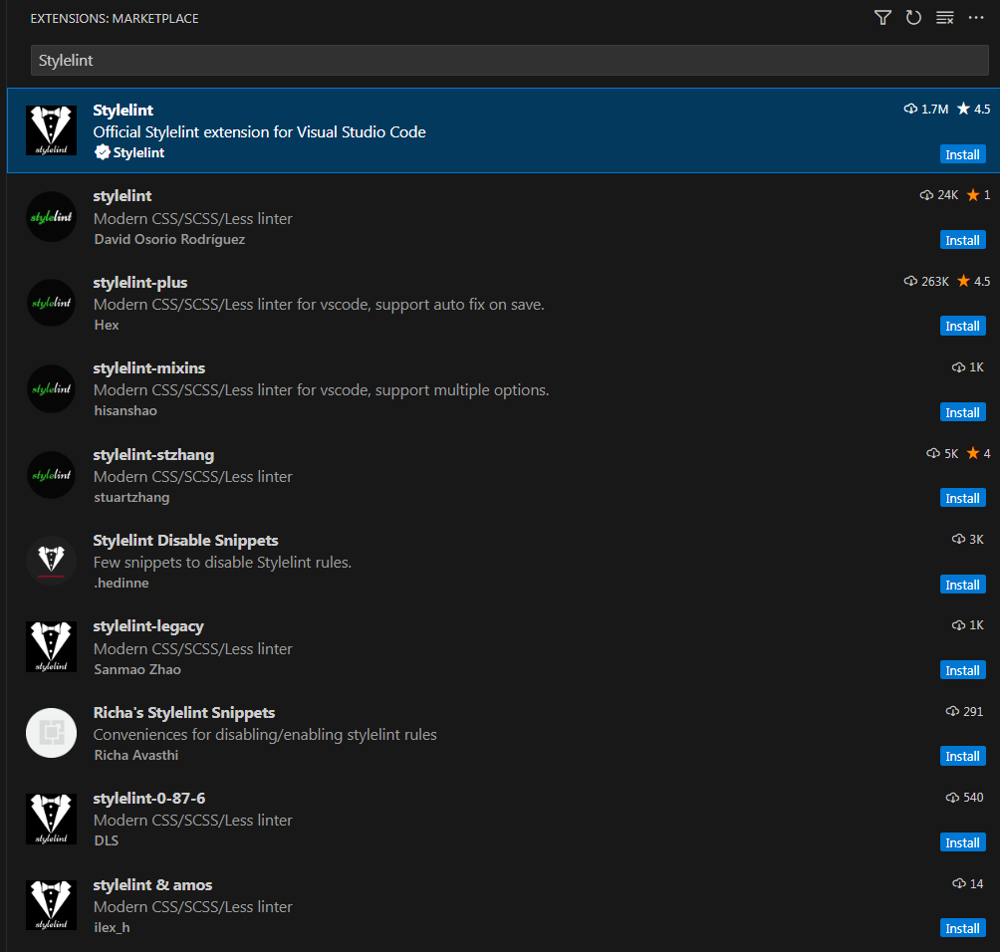 EXTENSIONS: MARKETPLACE
Stylelint
stylelint
Stylelint 1.7M 4.5
Official Stylelint extension for Visual Studio Code
Stylelint Install
stylelint
stylelint 24K 1
Modern CSS/SCSS/Less linter
David Osorio Rodríguez Install
stylelint
stylelint-plus 263K 4.5
Modern CSS/SCSS/Less linter for vscode, support auto fix on save.
Hex Install
stylelint
stylelint-mixins 1K
Modern CSS/SCSS/Less linter for vscode, support multiple options.
hisanshao Install
stylelint
stylelint-stzhang 5K 4
Modern CSS/SCSS/Less linter
stuartzhang Install
Stylelint Disable Snippets 3K
Few snippets to disable Stylelint rules.
.hedinne Install
stylelint
stylelint-legacy 1K
Modern CSS/SCSS/Less linter
Sanmao Zhao Install
Richa's Stylelint Snippets 291
Conveniences for disabling/enabling stylelint rules
Richa Avasthi Install
stylelint
stylelint-0-87-6 540
Modern CSS/SCSS/Less linter
DLS Install
stylelint
stylelint & amos 14
Modern CSS/SCSS/Less linter
ilex_h Install